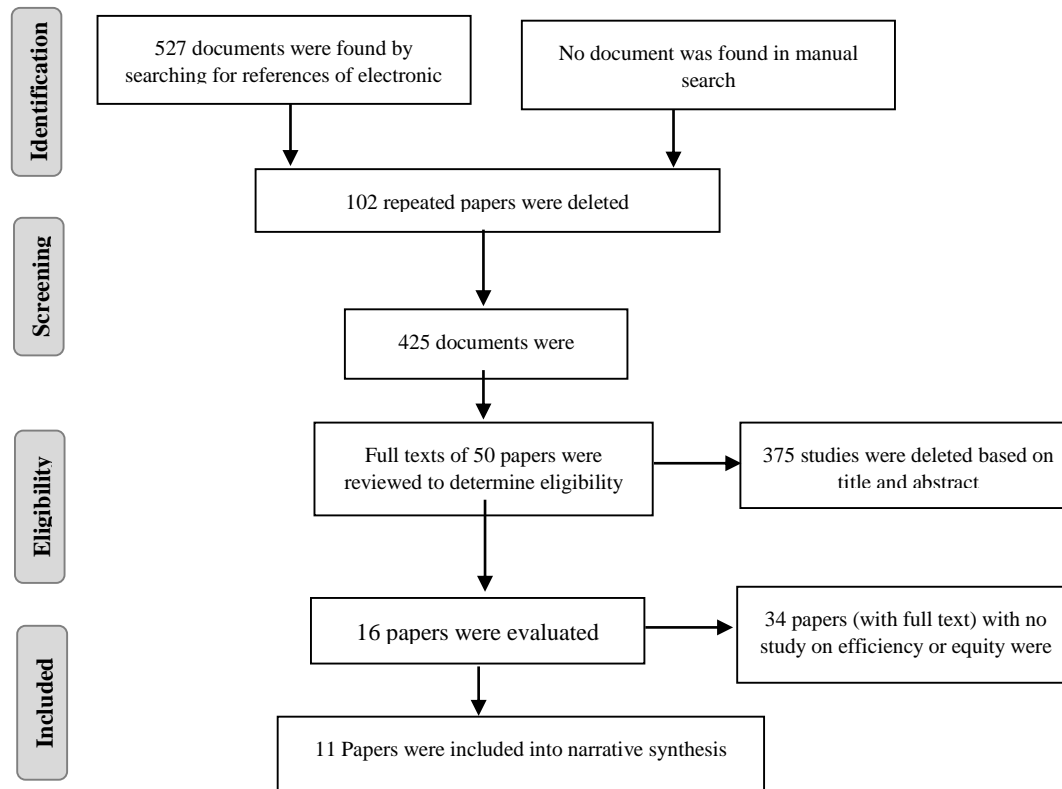 Identification
527 documents were found by
searching for references of electronic
No document was found in manual
search
102 repeated papers were deleted
Screening
425 documents were
Eligibility
Full texts of 50 papers were
reviewed to determine eligibility
375 studies were deleted based on
title and abstract
16 papers were evaluated
34 papers (with full text) with no
study on efficiency or equity were
Included
11 Papers were included into narrative synthesis